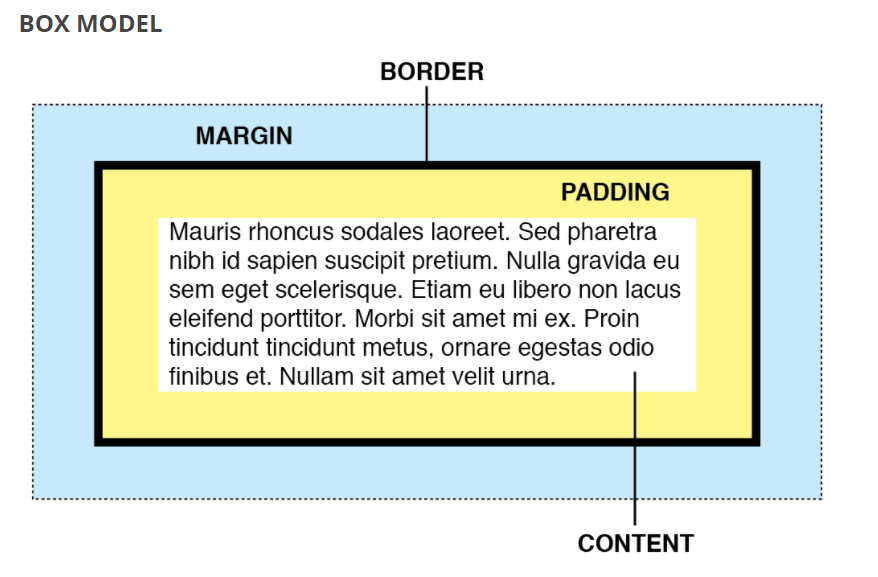 BOX MODEL
BORDER
MARGIN
PADDING
Mauris rhoncus sodales laoreet. Sed pharetra
nibh id sapien suscipit pretium. Nulla gravida eu
sem eget scelerisque. Etiam eu libero non lacus
eleifend porttitor. Morbi sit amet mi ex. Proin
tincidunt tincidunt metus, ornare egestas odio
finibus et. Nullam sit amet velit urna.
CONTENT